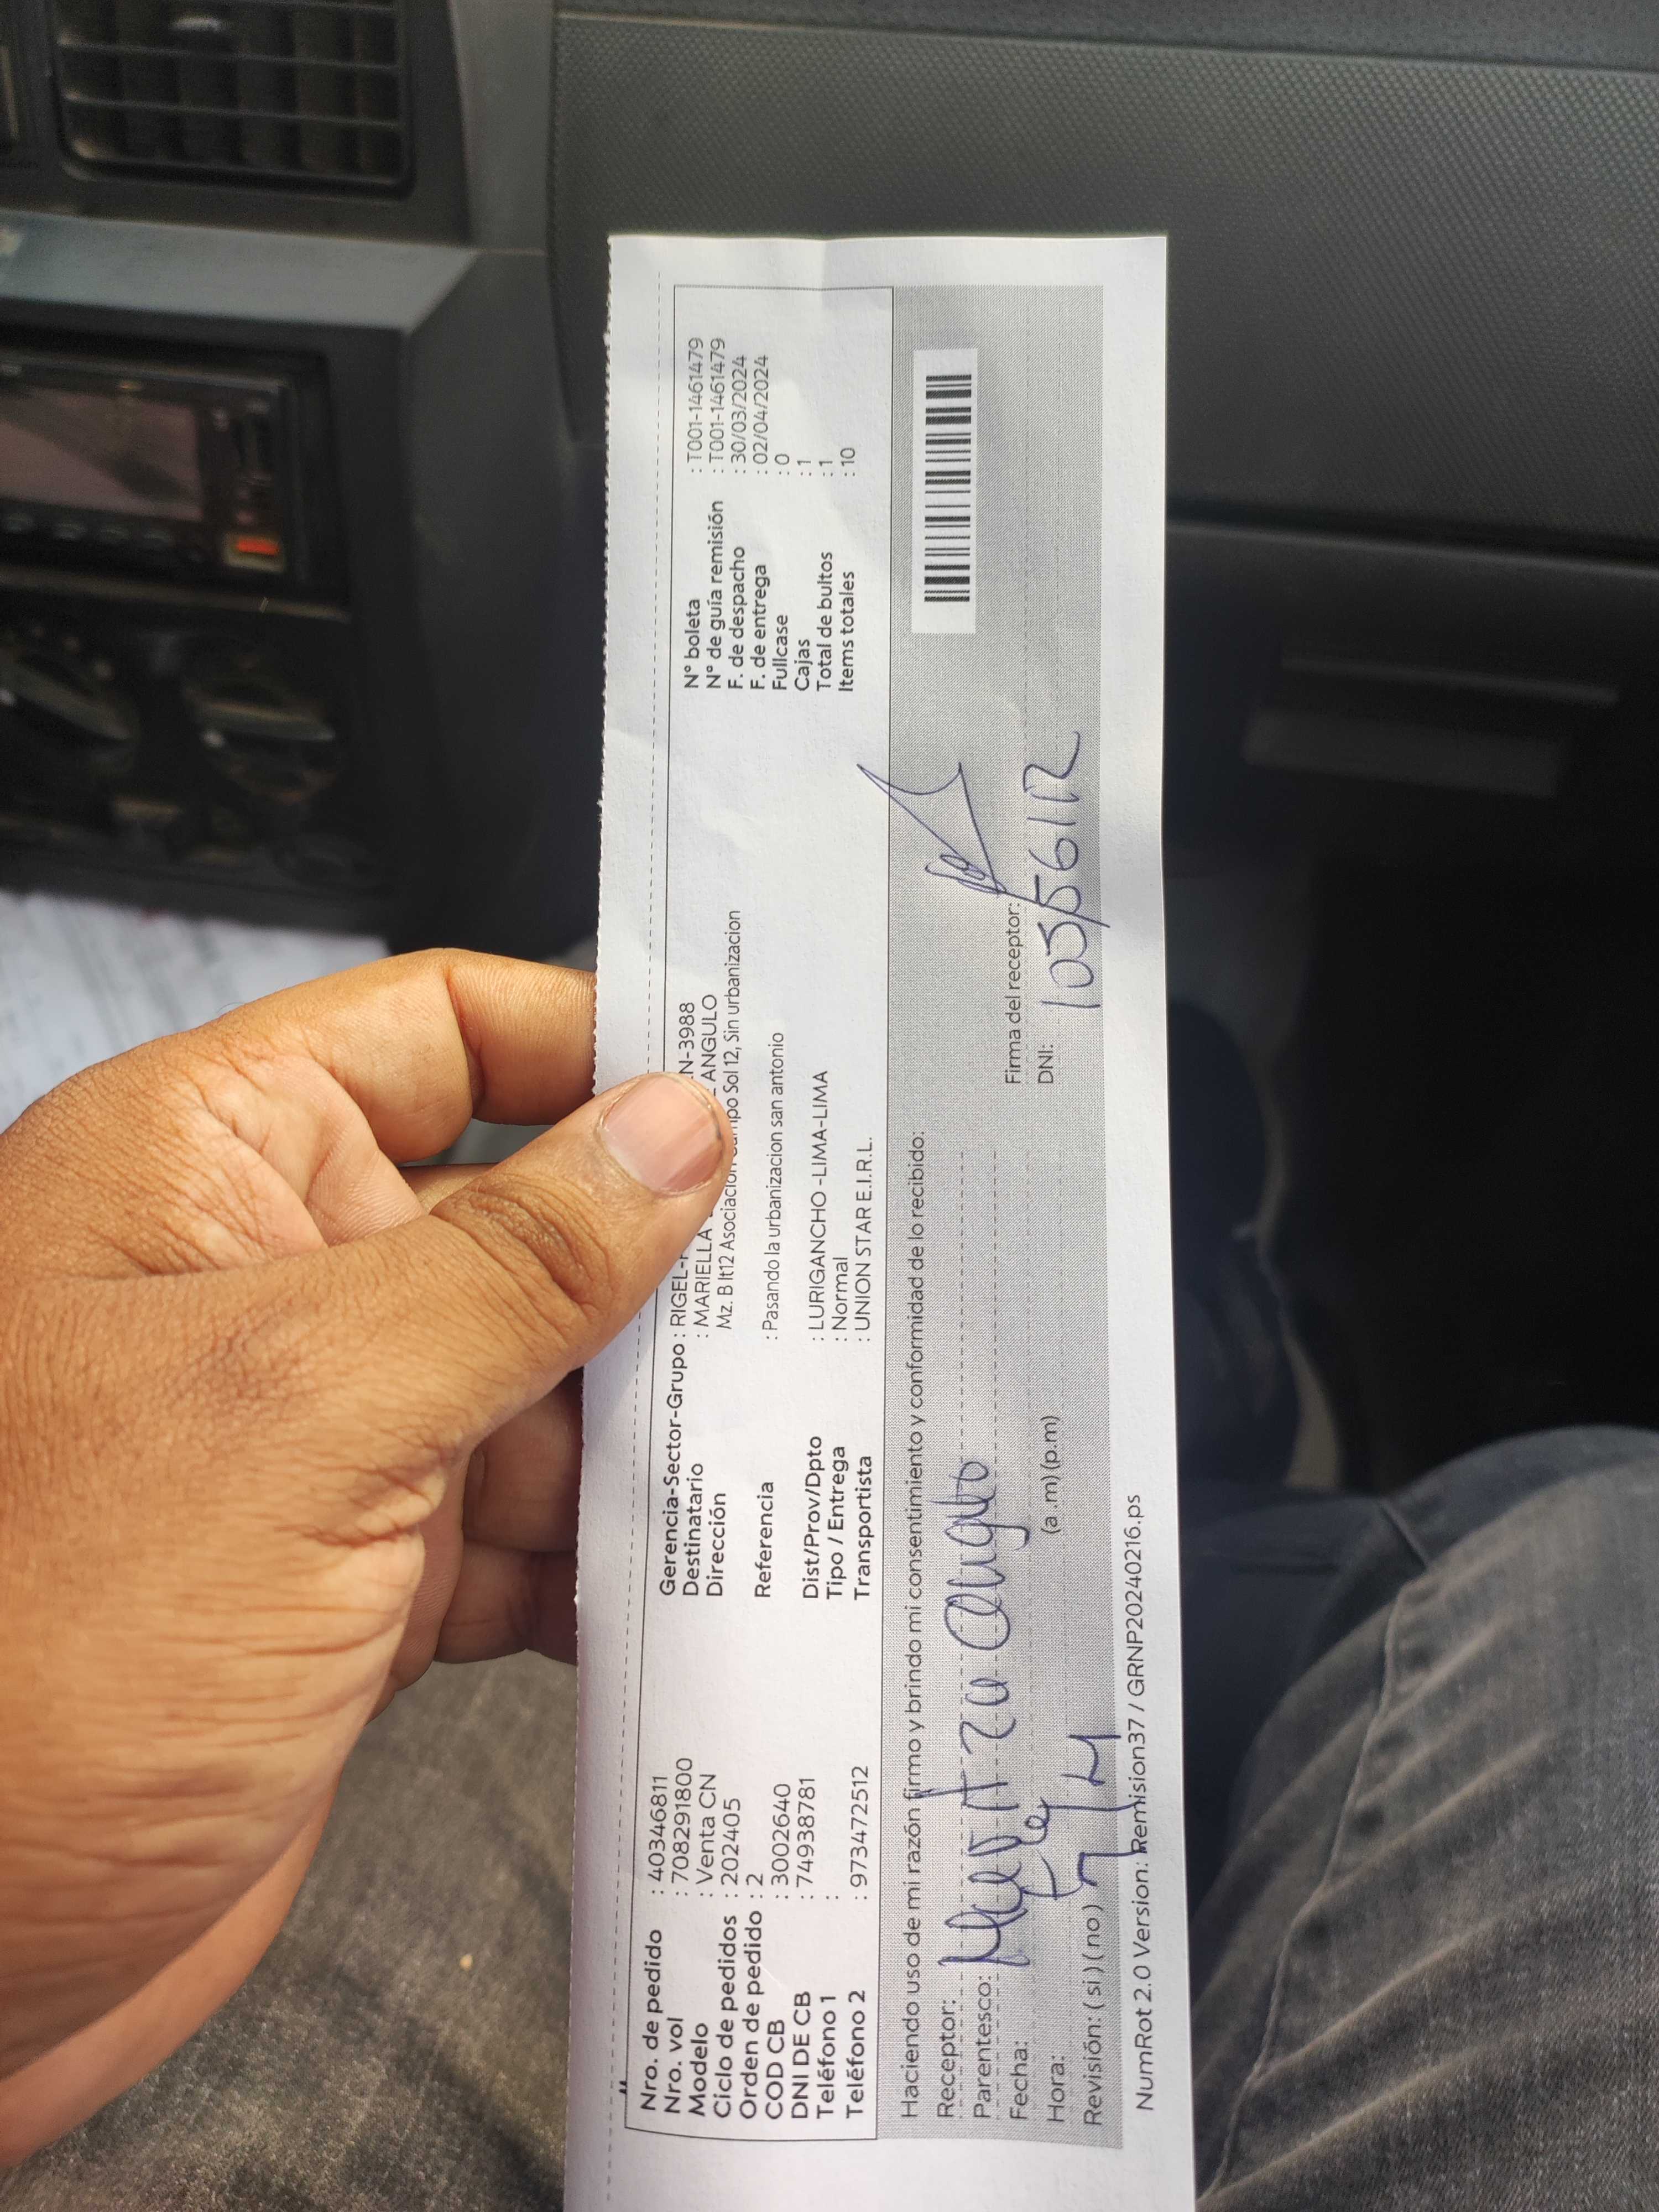 Nro. de pedido : 40346811
Nro. vol : 708291800
Modelo : Venta CN
Ciclo de pedidos : 202405
Orden de pedido : 2
COD CB : 3002640
DNI DE CB : 74938781
Teléfono 1 :
Teléfono 2 : 973472512
Gerencia-Sector-Grupo : RIGEL- N-3988
Destinatario : MARIELLA ANGULO
Dirección Mz. B lt12 Asociacion Sol 12, Sin urbanizacion
Referencia : Pasando la urbanizacion san antonio
Dist/Prov/Dpto : LURIGANCHO -LIMA-LIMA
Tipo / Entrega : Normal
Transportista : UNION STAR E.I.R.L.
N° boleta : T001-1461479
N° de guía remisión : T001-1461479
F. de despacho : 30/03/2024
F. de entrega : 02/04/2024
Fullcase : 0
Cajas : 1
Total de bultos : 1
Items totales : 10
Haciendo uso de mi razón firmo y brindo mi consentimiento y conformidad de lo recibido:
Receptor:
Parentesco:
Fecha:
Hora: (a .m) (p.m)
Revisión: ( si ) ( no )
Firma del receptor:
DNI:
NumRot 2.0 Version: Remision37 / GRNP20240216.ps